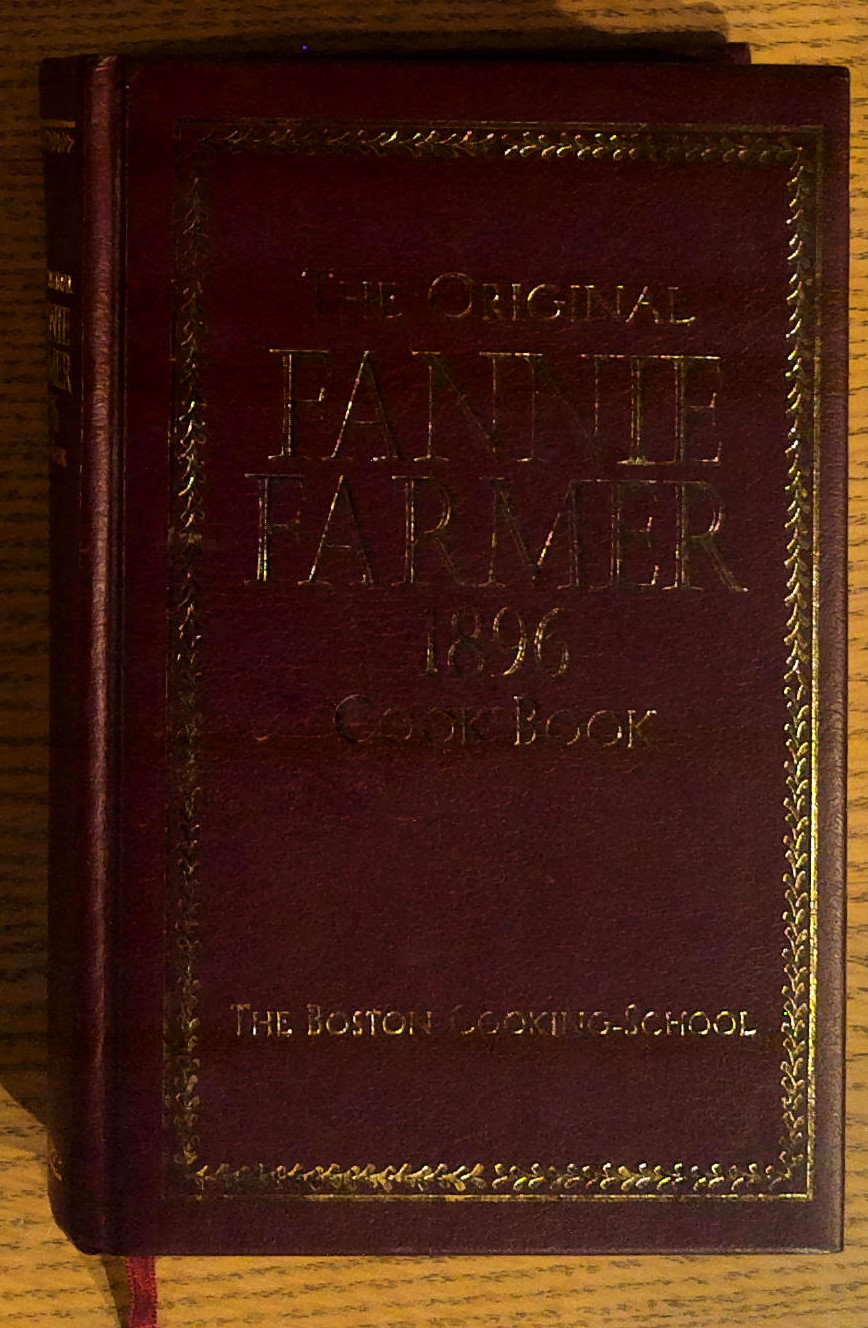 THE ORIGINAL
FANNIE
FARMER
1896
COOK BOOK
THE BOSTON COOKING-SCHOOL